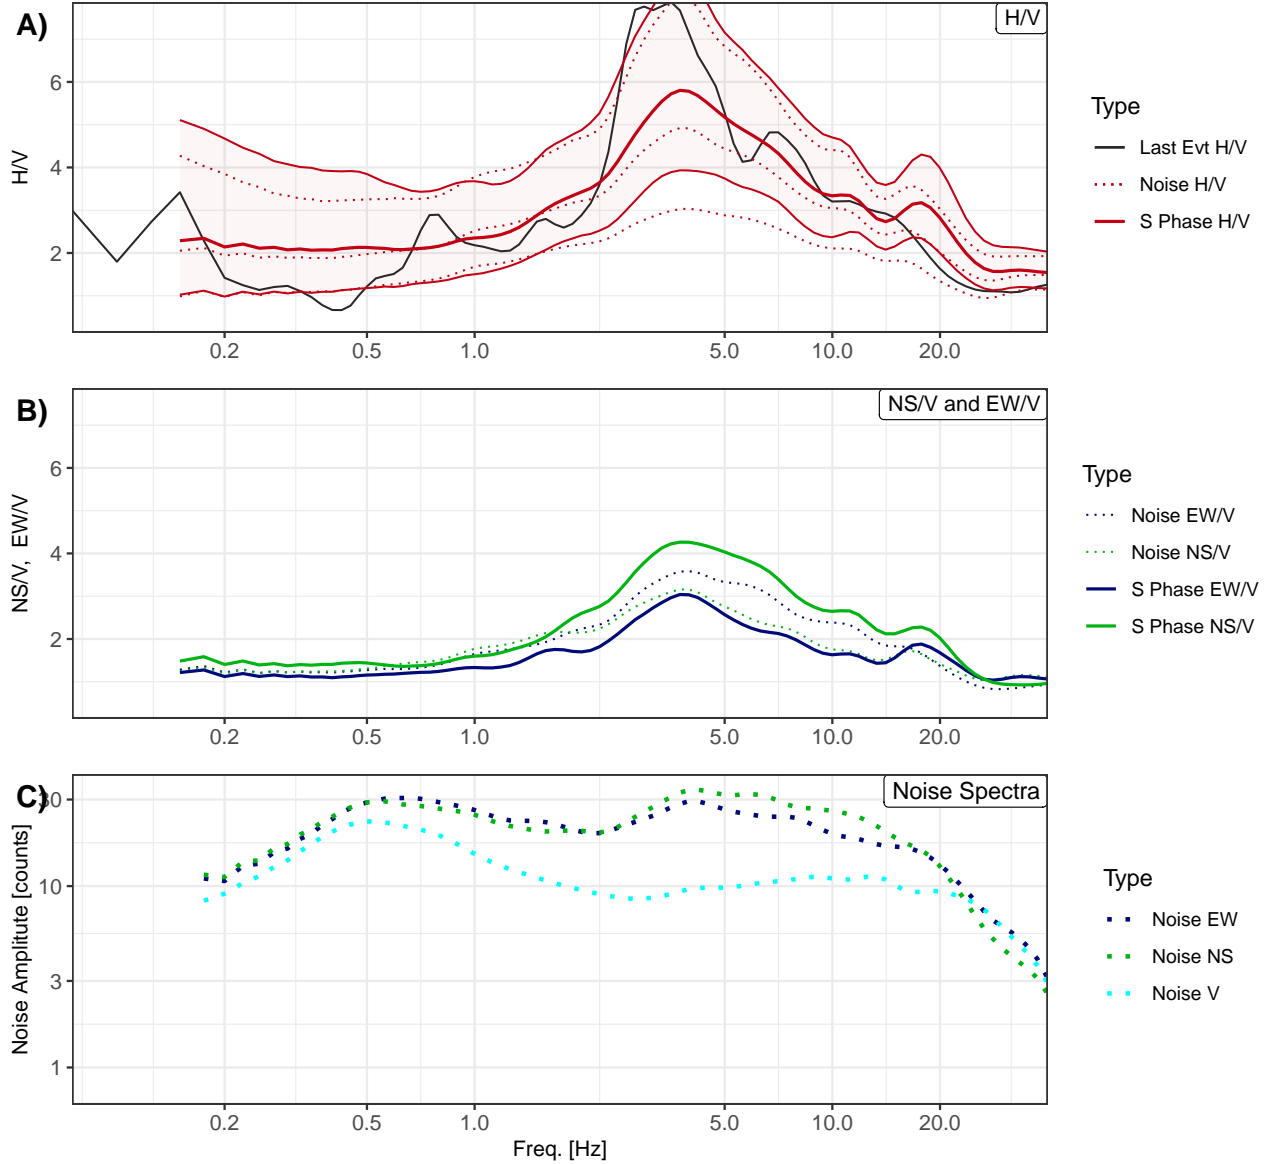 A)
H/V
H/V
6
4
2
0.2 0.5 1.0 5.0 10.0 20.0
Type
Last Evt H/V
Noise H/V
S Phase H/V
B)
NS/V and EW/V
NS/V, EW/V
6
4
2
0.2 0.5 1.0 5.0 10.0 20.0
Type
Noise EW/V
Noise NS/V
S Phase EW/V
S Phase NS/V
C)
Noise Spectra
Noise Amplitute [counts]
30
10
3
1
0.2 0.5 1.0 5.0 10.0 20.0
Freq. [Hz]
Type
Noise EW
Noise NS
Noise V